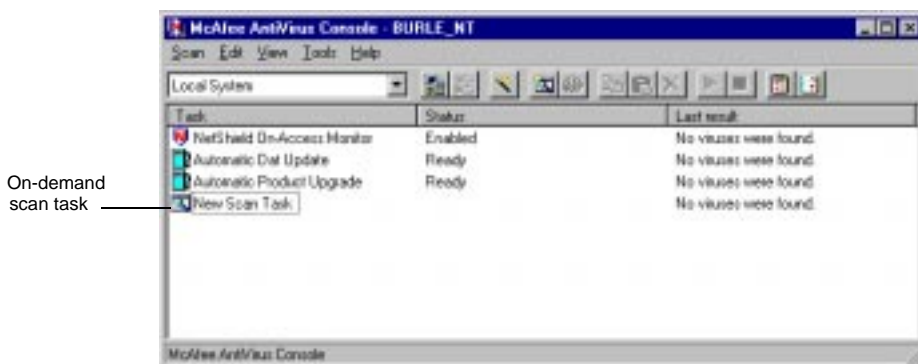 McAfee AntiVirus Console - BURLE_NT
Scan Edit View Tools Help
Local System
Task Status Last result
NetShield On-Access Monitor Enabled No viruses were found.
Automatic Dat Update Ready No viruses were found.
Automatic Product Upgrade Ready No viruses were found.
New Scan Task No viruses were found.
On-demand
scan task
McAfee AntiVirus Console